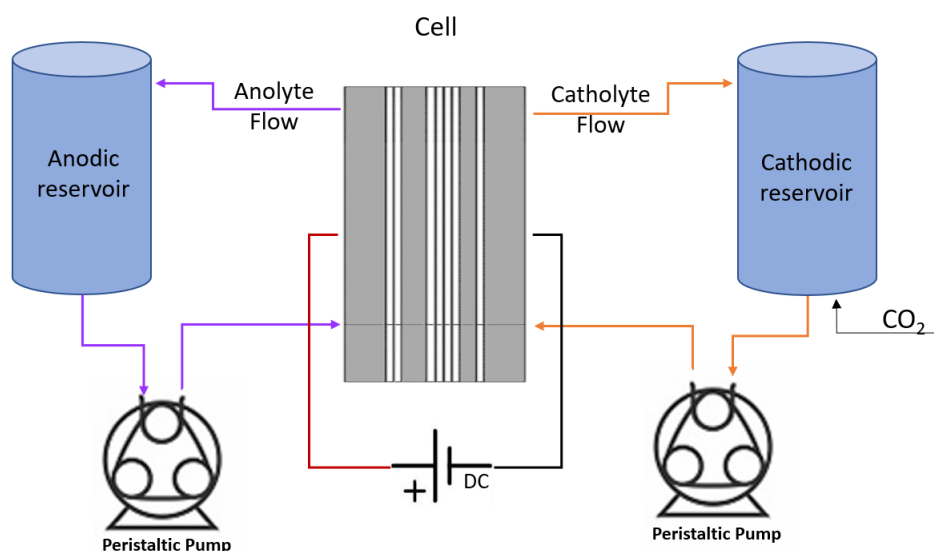 Cell
Anolyte
Flow
Catholyte
Flow
Anodic
reservoir
Cathodic
reservoir
CO₂
+
DC
Peristaltic Pump
Peristaltic Pump